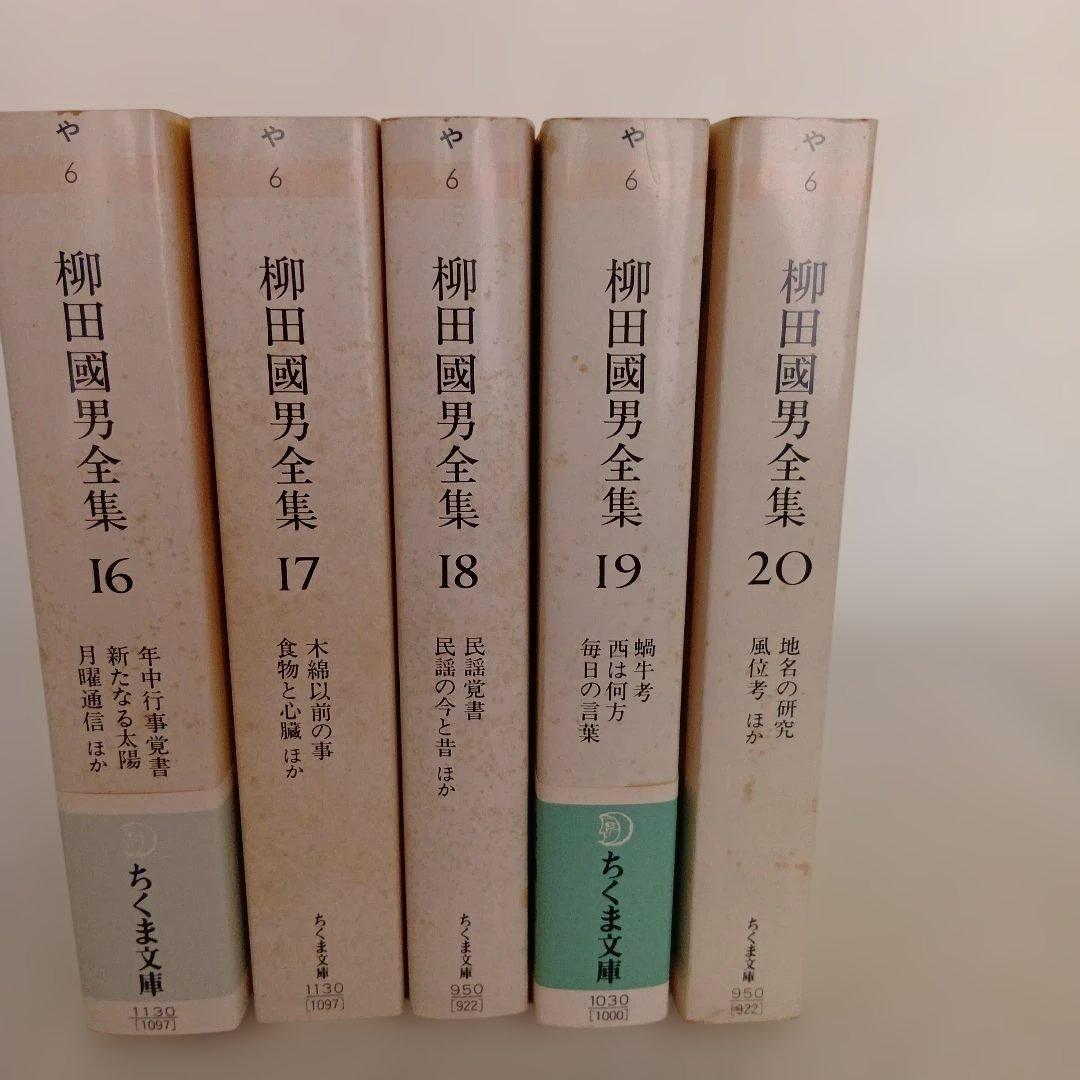 や
6
柳田國男全集
16
年中行事覚書
新たなる太陽
月曜通信 ほか
ちくま文庫
1130
[1097]
や
6
柳田國男全集
17
木綿以前の事
食物と心臓 ほか
ちくま文庫
1130
[1097]
や
6
柳田國男全集
18
民謡覚書
民謡の今と昔 ほか
ちくま文庫
950
[922]
や
6
柳田國男全集
19
蝸牛考
西は何方
毎日の言葉
ちくま文庫
1030
[1000]
や
6
柳田國男全集
20
地名の研究
風位考 ほか
ちくま文庫
950
[922]